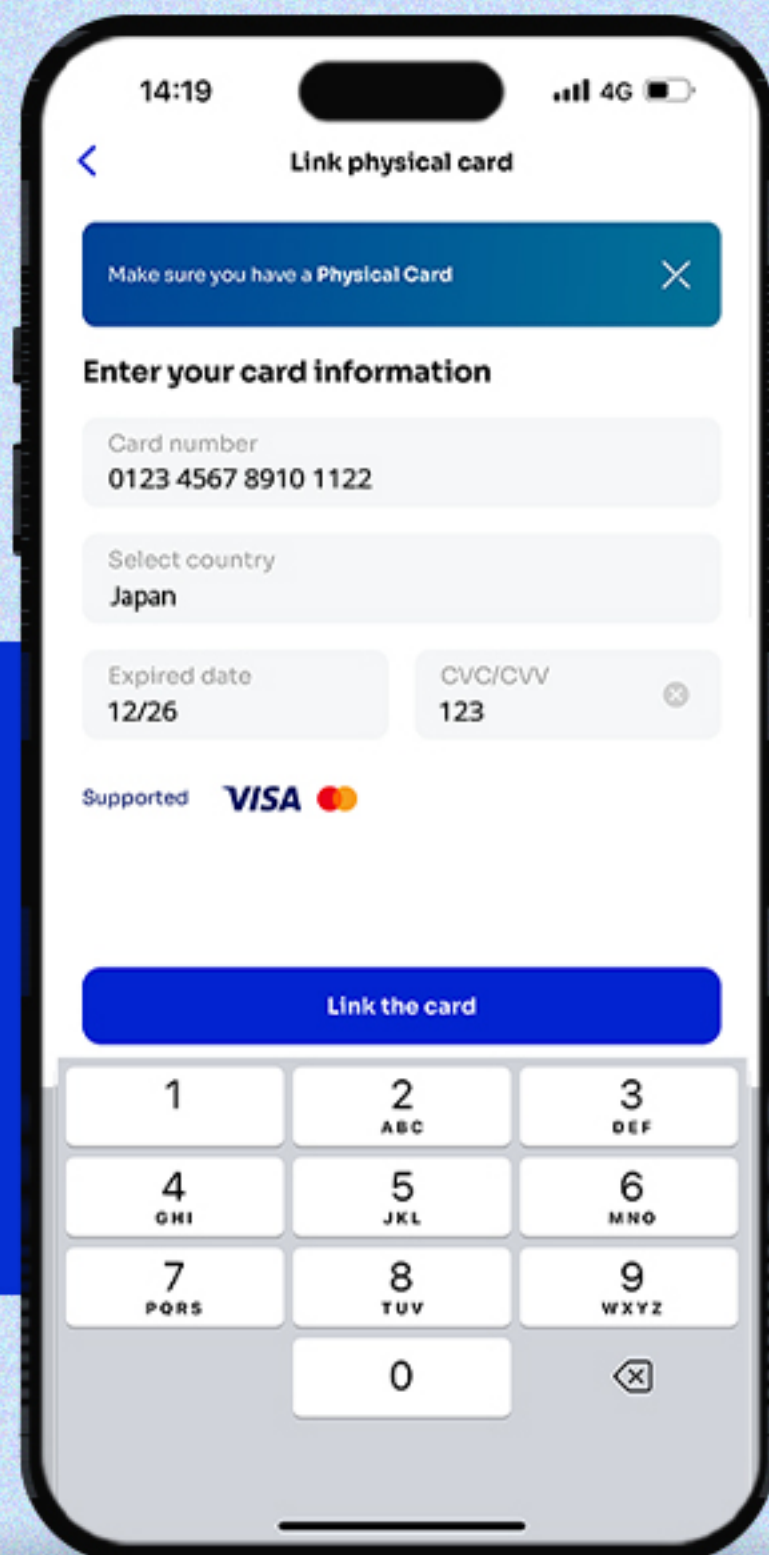 14:19 4G
Link physical card
Make sure you have a Physical Card
Enter your card information
Card number
0123 4567 8910 1122
Select country
Japan
Expired date CVC/CVV
12/26 123
Supported VISA
Link the card
1 2 3
ABC DEF
4 5 6
GHI JKL MNO
7 8 9
PQRS TUV WXYZ
0